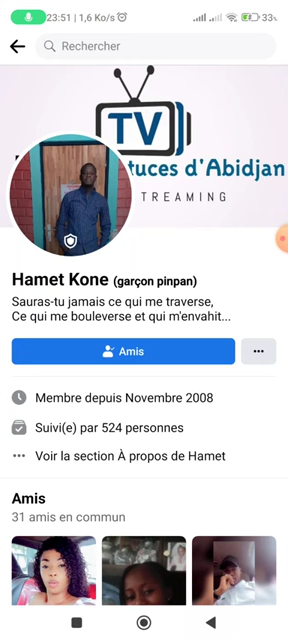 23:51 | 1,6 Ko/s
33%
Rechercher
TV
tuces d'Abidjan
TREAMING
Hamet Kone (garçon pinpan)
Sauras-tu jamais ce qui me traverse,
Ce qui me bouleverse et qui m'envahit...
Amis
Membre depuis Novembre 2008
Suivi(e) par 524 personnes
Voir la section À propos de Hamet
Amis
31 amis en commun